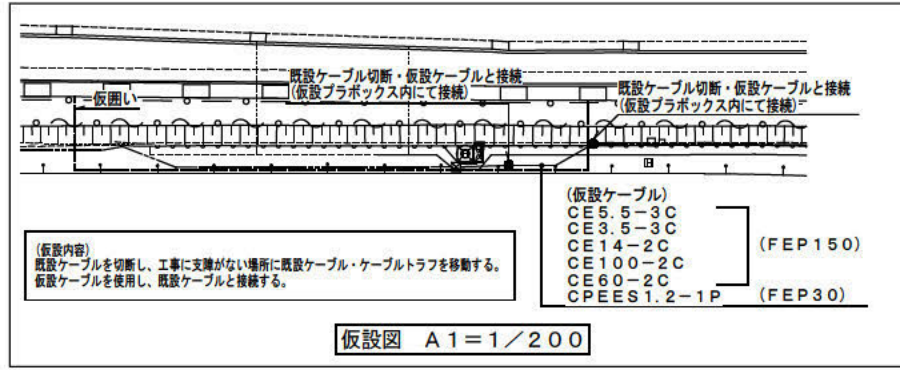 既設ケーブル切断・仮設ケーブルと接続
(仮設プラボックス内にて接続)
既設ケーブル切断・仮設ケーブルと接続
(仮設プラボックス内にて接続)
仮囲い
H
H
(仮設ケーブル)
CE5.5-3C
CE3.5-3C
CE14-2C
CE100-2C
CE60-2C
(FEP150)
CPEES1.2-1P (FEP30)
(仮設内容)
既設ケーブルを切断し、工事に支障がない場所に既設ケーブル・ケーブルトラフを移動する。
仮設ケーブルを使用し、既設ケーブルと接続する。
仮設図 A1=1/200